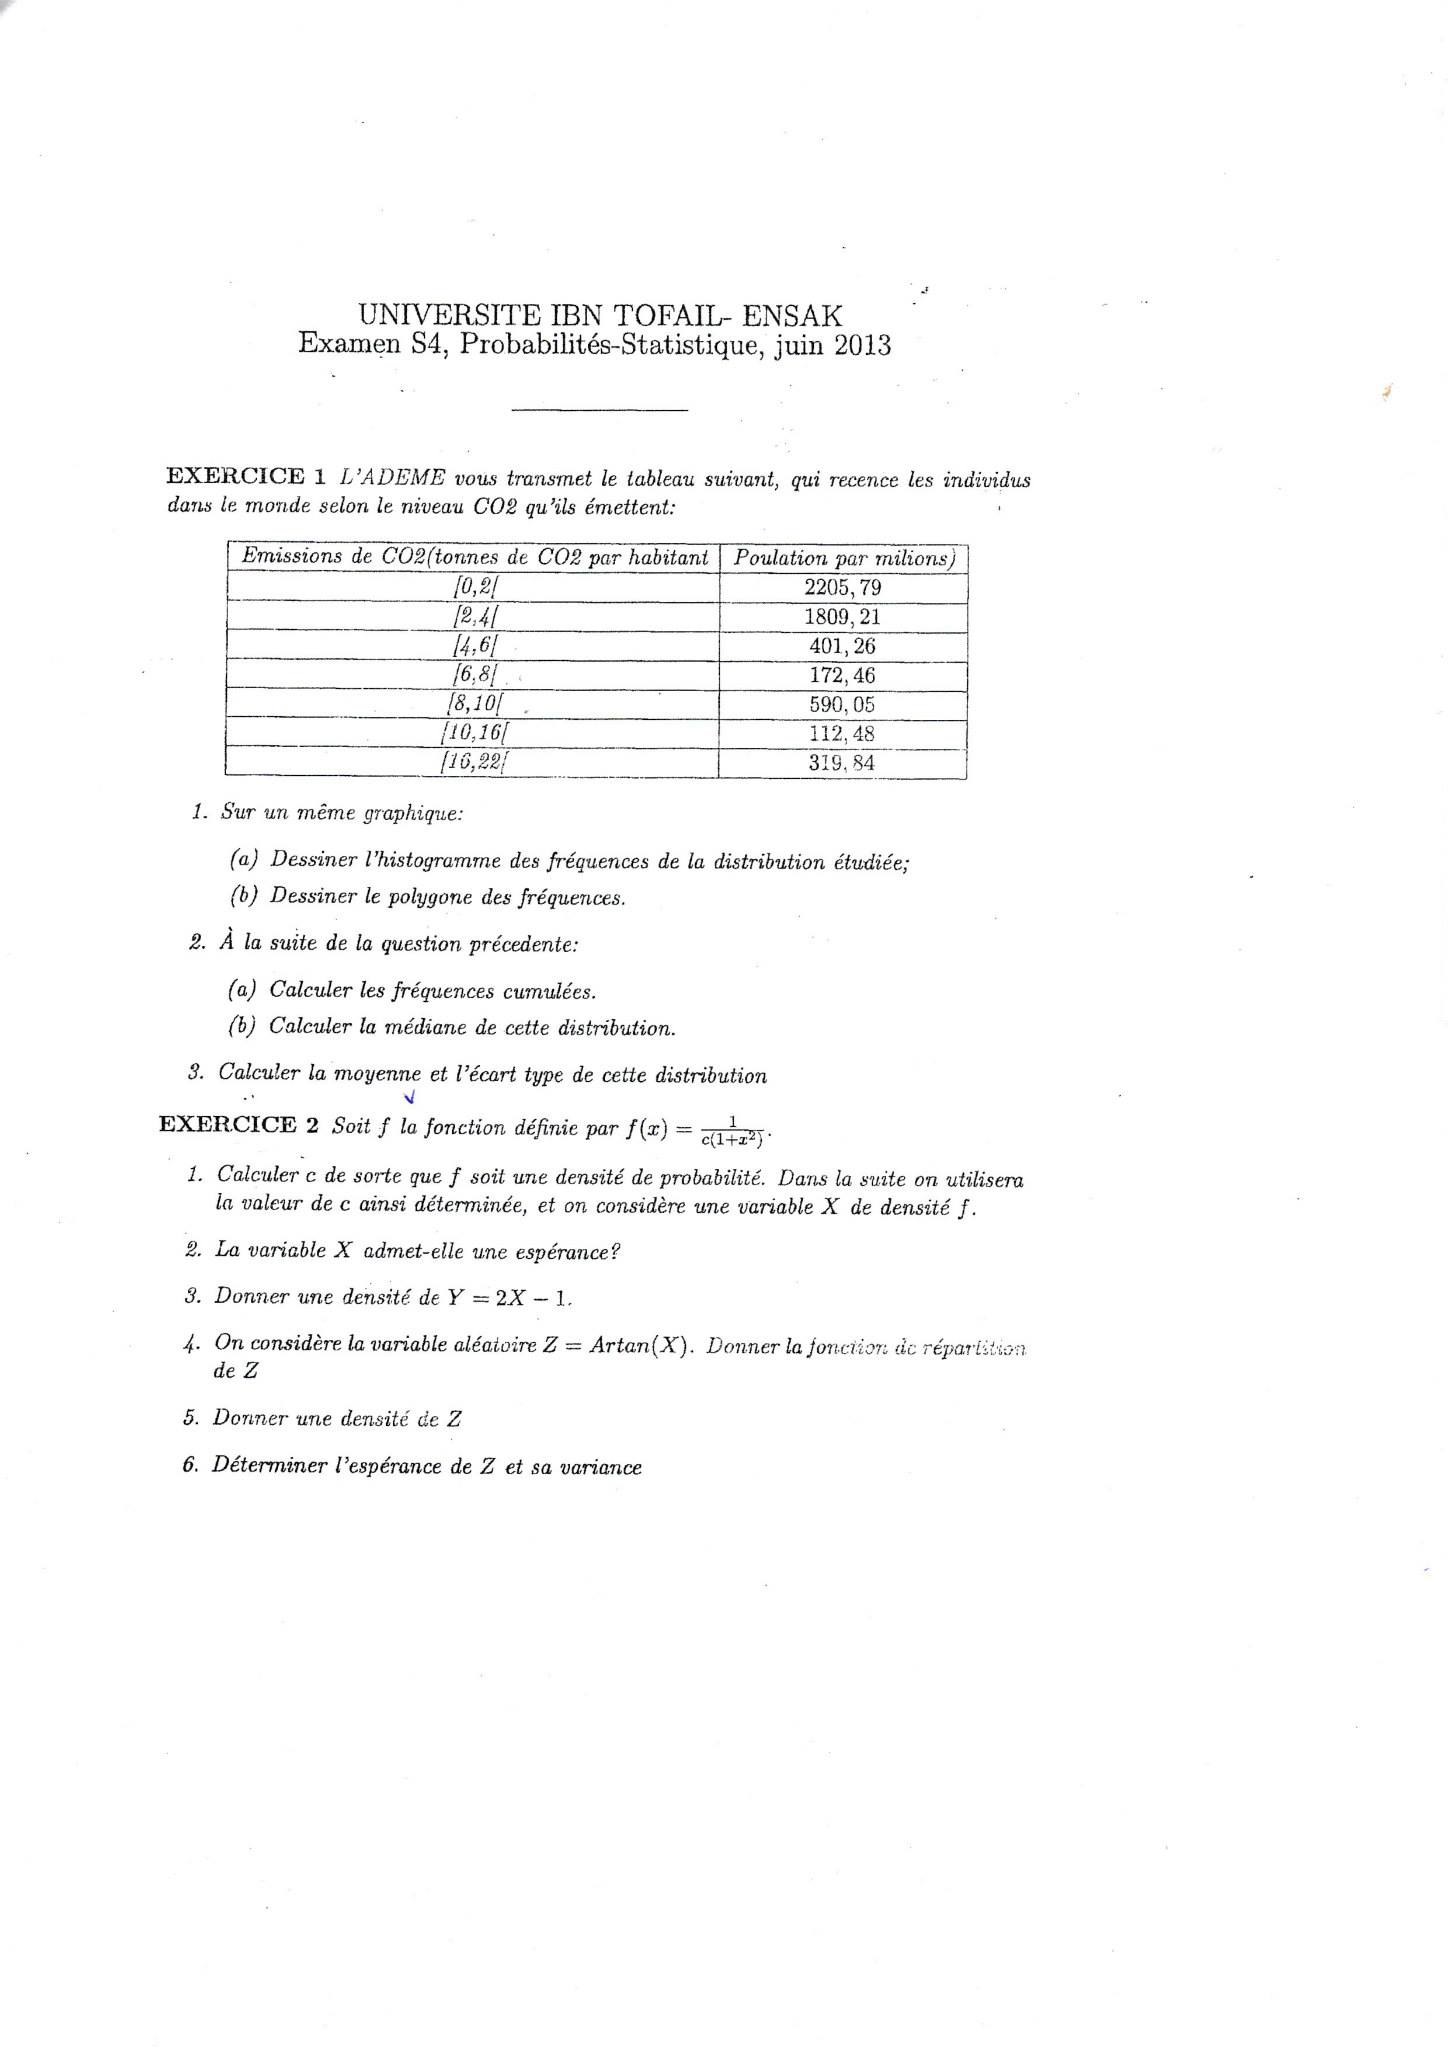 UNIVERSITE IBN TOFAIL- ENSAK
Examen S4, Probabilités-Statistique, juin 2013
EXERCICE 1 L'ADEME vous transmet le tableau suivant, qui recence les individus
dans le monde selon le niveau CO2 qu'ils émettent:
Emissions de CO2(tonnes de CO2 par habitant Poulation par milions)
[0,2[ 2205,79
[2,4[ 1809,21
[4,6[ 401,26
[6,8[ 172,46
[8,10[ 590,05
[10,16[ 112,48
[16,22[ 319,84
1. Sur un même graphique:
(a) Dessiner l'histogramme des fréquences de la distribution étudiée;
(b) Dessiner le polygone des fréquences.
2. À la suite de la question précedente:
(a) Calculer les fréquences cumulées.
(b) Calculer la médiane de cette distribution.
3. Calculer la moyenne et l'écart type de cette distribution
EXERCICE 2 Soit f la fonction définie par f(x) = 1/c(1+x²).
1. Calculer c de sorte que f soit une densité de probabilité. Dans la suite on utilisera
la valeur de c ainsi déterminée, et on considère une variable X de densité f.
2. La variable X admet-elle une espérance?
3. Donner une densité de Y = 2X − 1.
4. On considère la variable aléatoire Z = Artan(X). Donner la fonction de répartition
de Z
5. Donner une densité de Z
6. Déterminer l'espérance de Z et sa variance